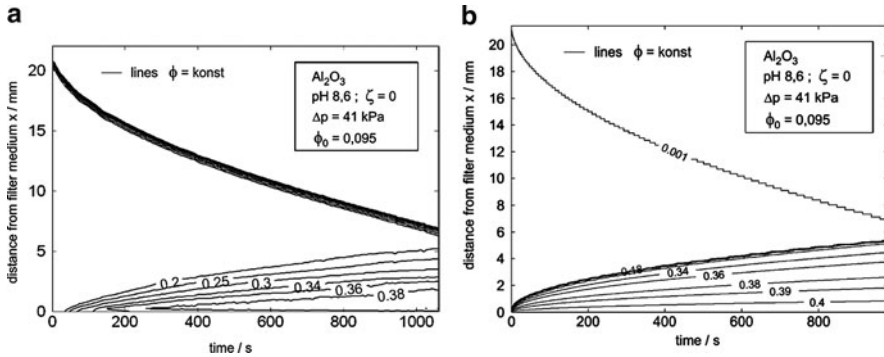 a
lines ϕ = konst
Al₂O₃
pH 8,6 ; ζ = 0
Δp = 41 kPa
ϕ₀ = 0,095
distance from filter medium x / mm
20
15
10
5
0
0.2
0.25
0.3
0.34
0.36
0.38
0 200 400 600 800 1000
time / s
b
lines ϕ = konst
Al₂O₃
pH 8,6 ; ζ = 0
Δp = 41 kPa
ϕ₀ = 0,095
distance from filter medium x / mm
20
18
16
14
12
10
8
6
4
2
0
0.001
0.18
0.34
0.36
0.38
0.39
0.4
0 200 400 600 800
time / s